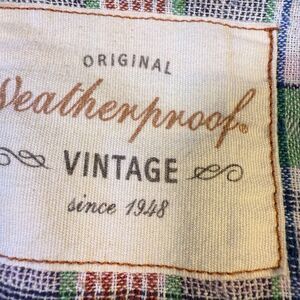 ORIGINAL
Weatherproof®
VINTAGE
since 1948